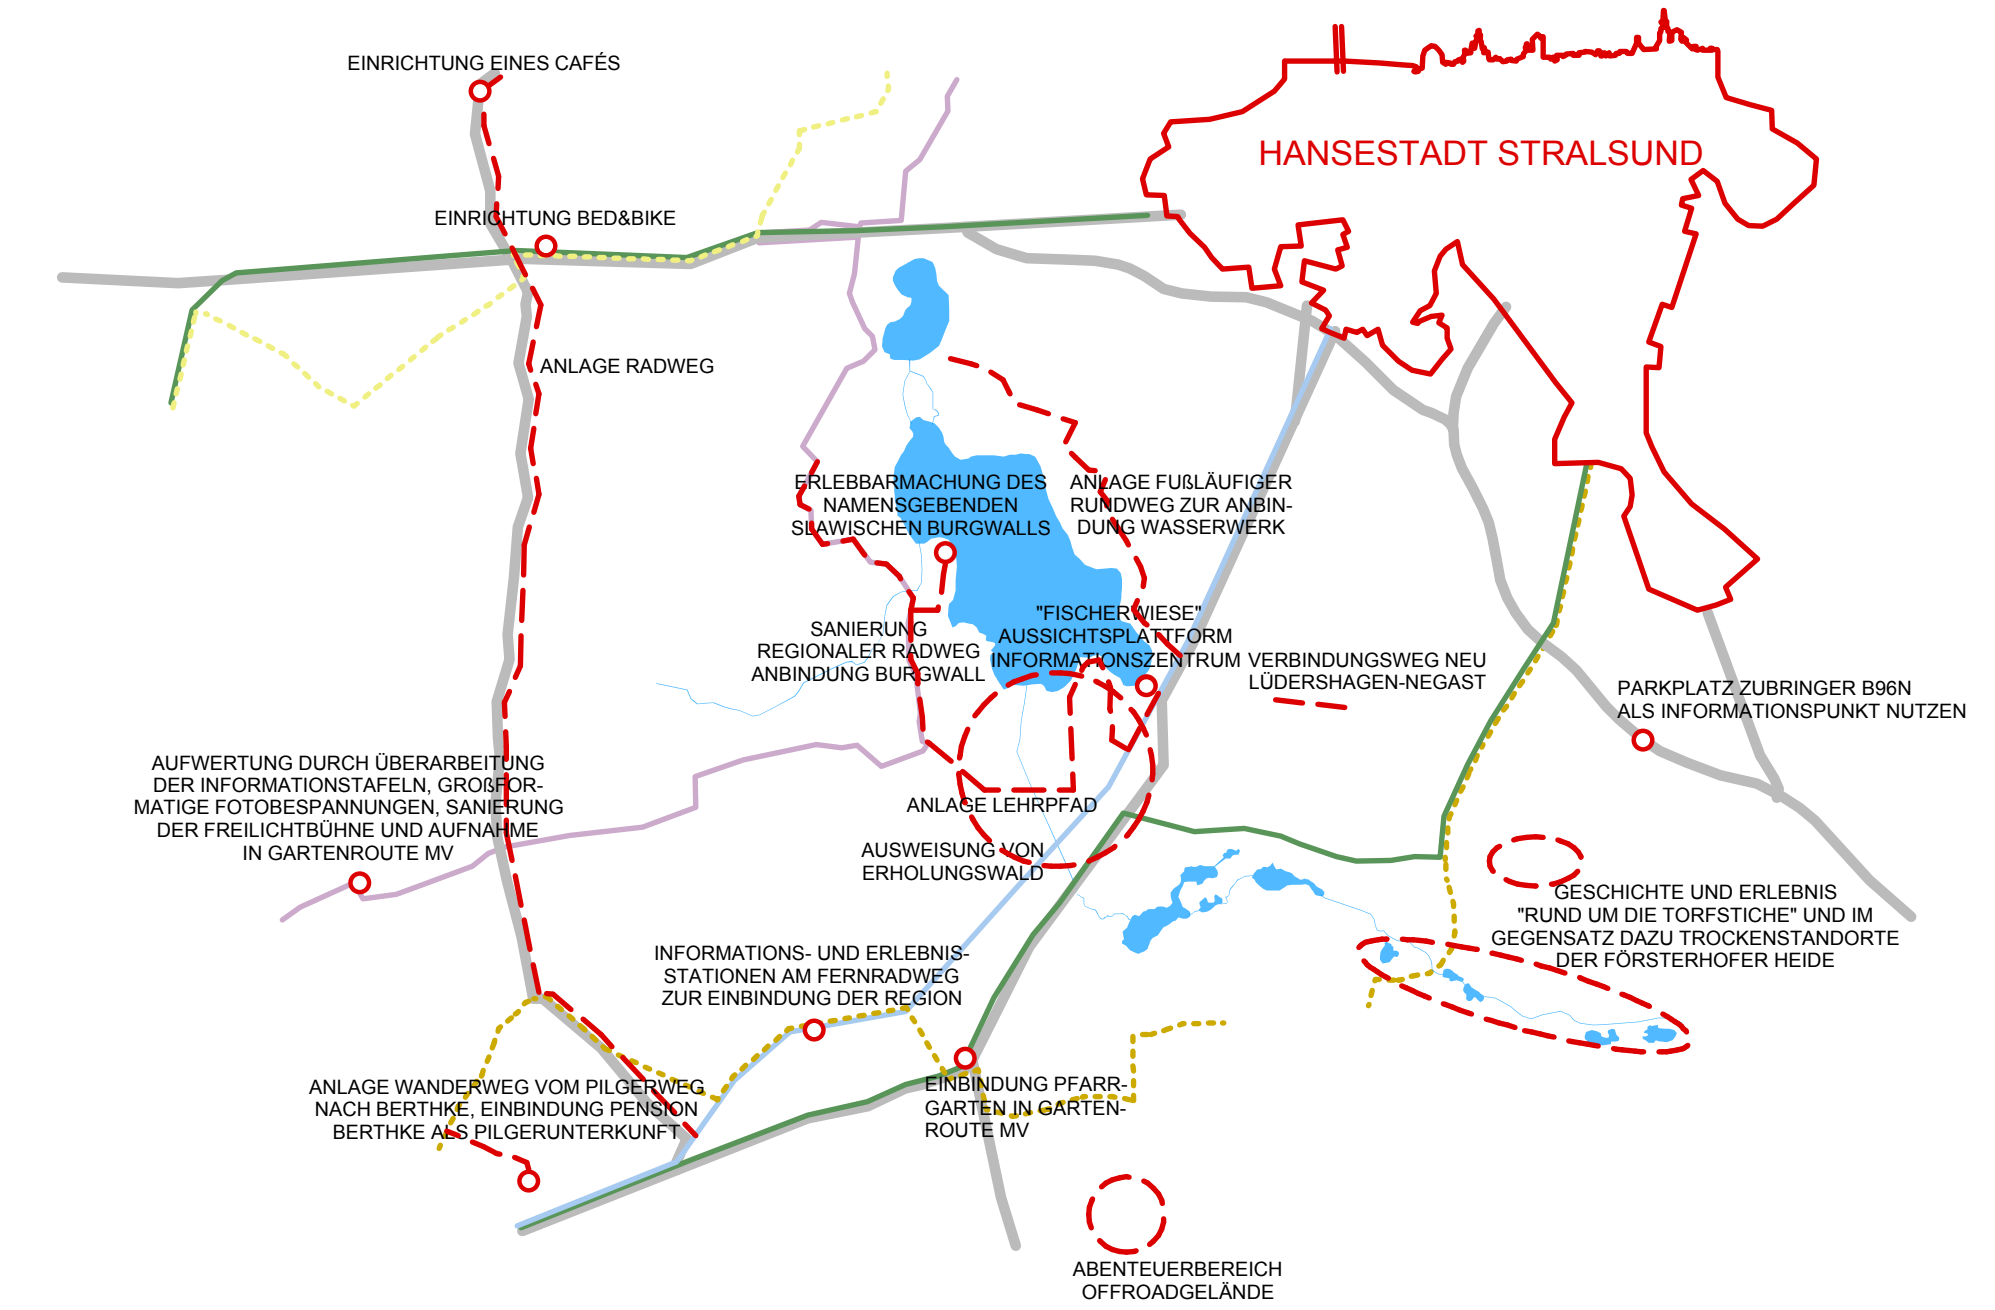 EINRICHTUNG EINES CAFÉS
HANSESTADT STRALSUND
EINRICHTUNG BED&BIKE
ANLAGE RADWEG
ERLEBBARMACHUNG DES
NAMENSGEBENDEN
SLAWISCHEN BURGWALLS
ANLAGE FUßLÄUFIGER
RUNDWEG ZUR ANBIN-
DUNG WASSERWERK
SANIERUNG
REGIONALER RADWEG
ANBINDUNG BURGWALL
"FISCHERWIESE"
AUSSICHTSPLATTFORM
INFORMATIONSZENTRUM
VERBINDUNGSWEG NEU
LÜDERSHAGEN-NEGAST
PARKPLATZ ZUBRINGER B96N
ALS INFORMATIONSPUNKT NUTZEN
AUFWERTUNG DURCH ÜBERARBEITUNG
DER INFORMATIONSTAFELN, GROßFOR-
MATIGE FOTOBESPANNUNGEN, SANIERUNG
DER FREILICHTBÜHNE UND AUFNAHME
IN GARTENROUTE MV
ANLAGE LEHRPFAD
AUSWEISUNG VON
ERHOLUNGSWALD
GESCHICHTE UND ERLEBNIS
"RUND UM DIE TORFSTICHE" UND IM
GEGENSATZ DAZU TROCKENSTANDORTE
DER FÖRSTERHOFER HEIDE
INFORMATIONS- UND ERLEBNIS-
STATIONEN AM FERNRADWEG
ZUR EINBINDUNG DER REGION
ANLAGE WANDERWEG VOM PILGERWEG
NACH BERTHKE, EINBINDUNG PENSION
BERTHKE ALS PILGERUNTERKUNFT
EINBINDUNG PFARR-
GARTEN IN GARTEN-
ROUTE MV
ABENTEUERBEREICH
OFFROADGELÄNDE